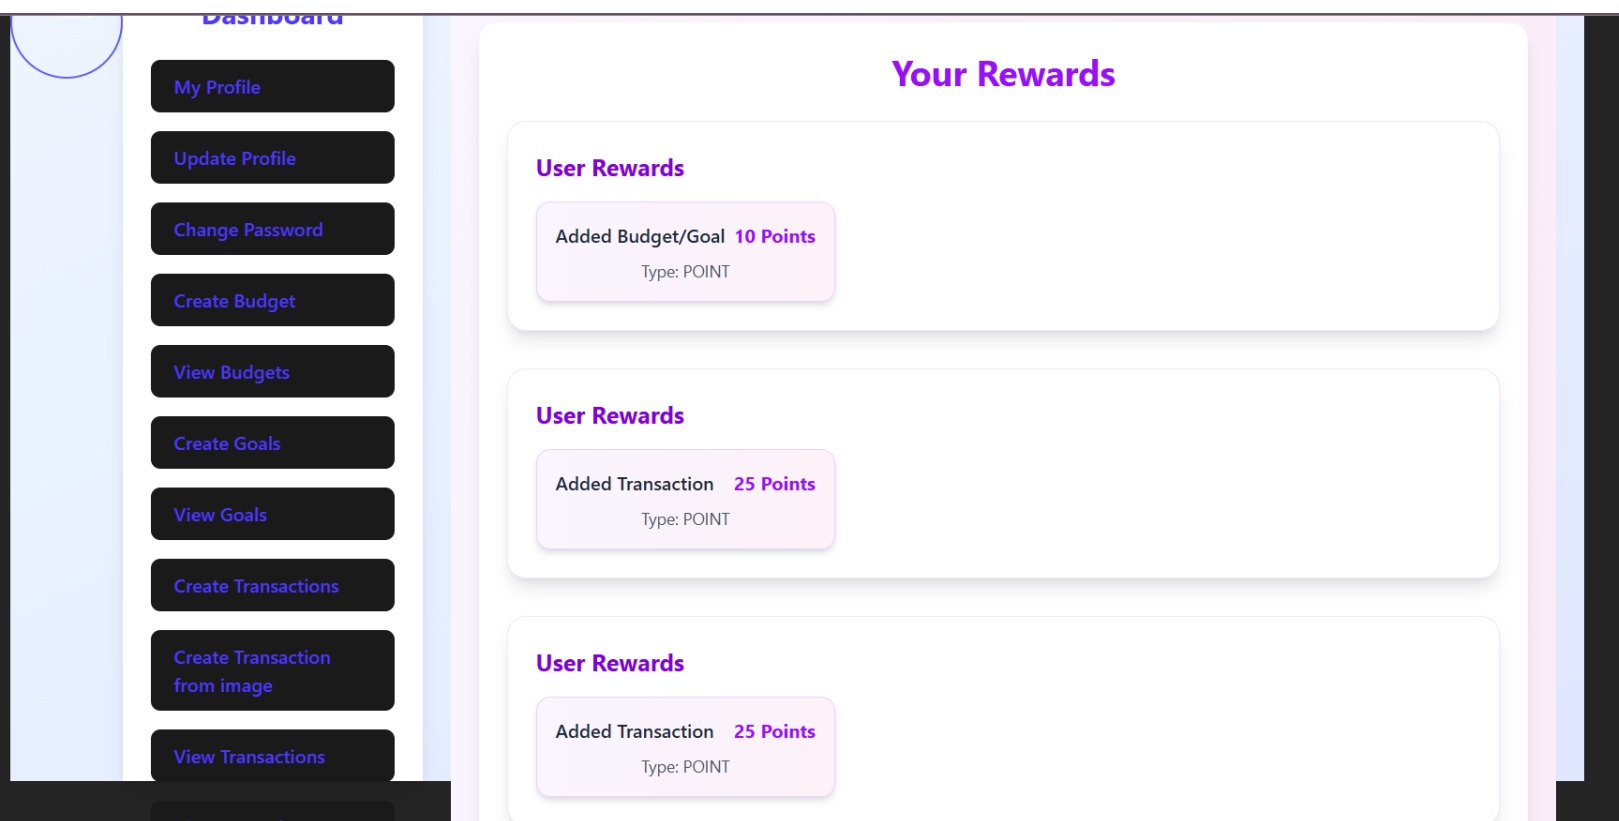 Dashboard
My Profile
Update Profile
Change Password
Create Budget
View Budgets
Create Goals
View Goals
Create Transactions
Create Transaction
from image
View Transactions
Your Rewards
User Rewards
Added Budget/Goal 10 Points
Type: POINT
User Rewards
Added Transaction 25 Points
Type: POINT
User Rewards
Added Transaction 25 Points
Type: POINT